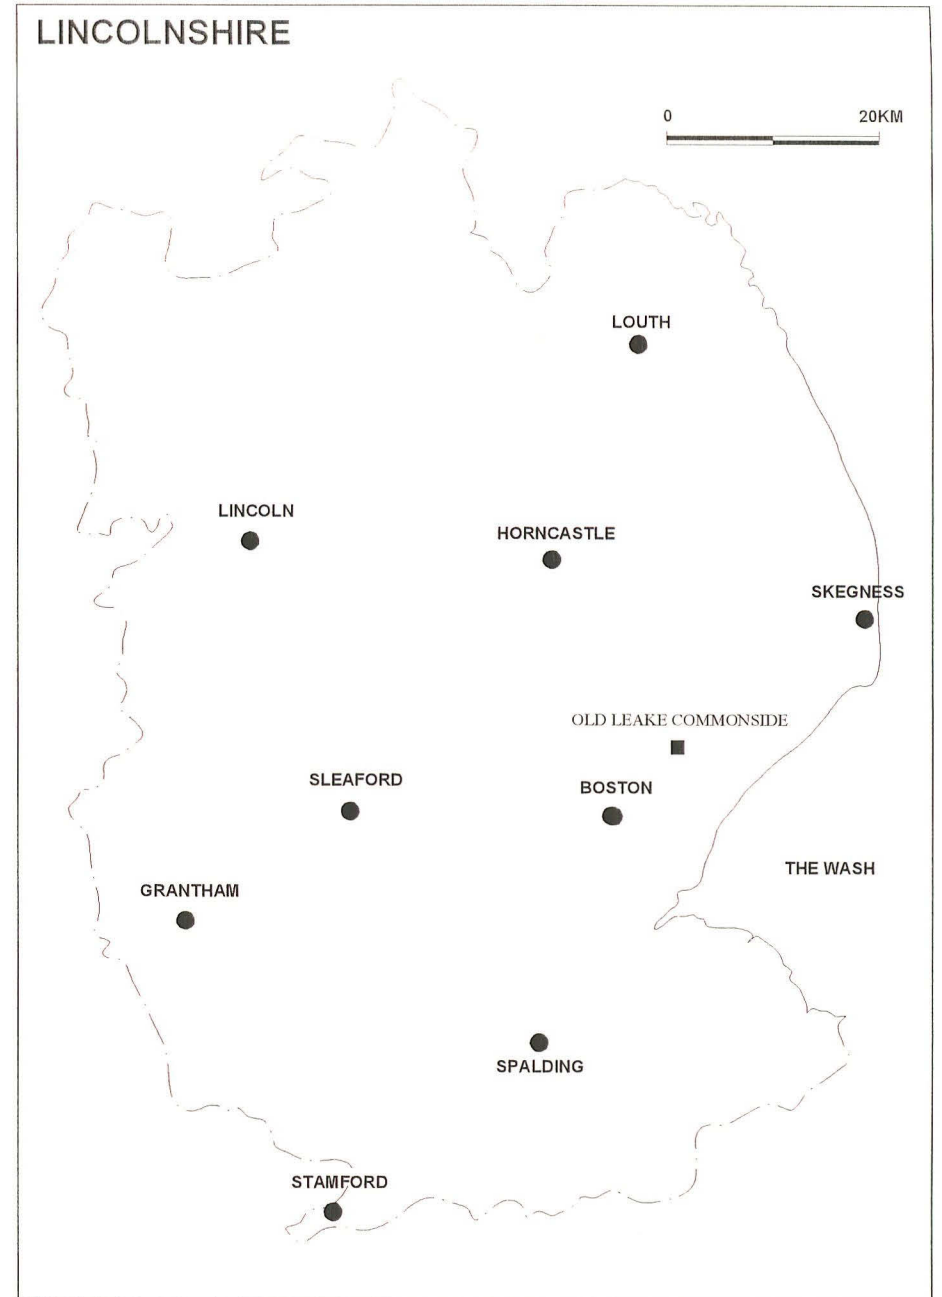 LINCOLNSHIRE
0 20KM
LOUTH
LINCOLN
HORNCASTLE
SKEGNESS
OLD LEAKE COMMONSIDE
SLEAFORD
BOSTON
THE WASH
GRANTHAM
SPALDING
STAMFORD